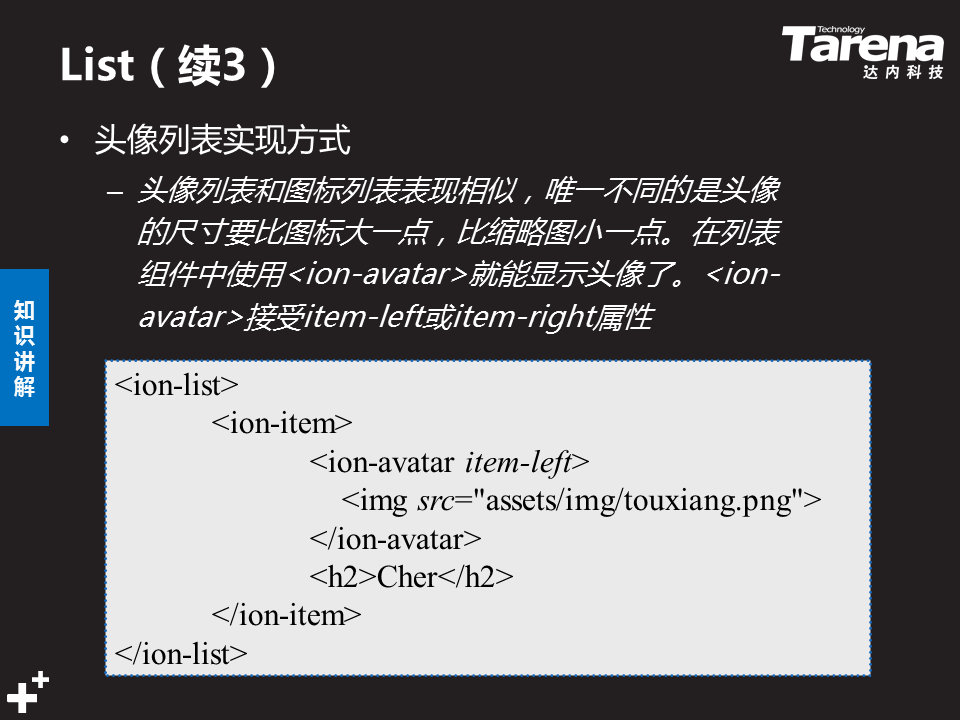 List（续3）
Technology
Tarena
达内科技
• 头像列表实现方式
– 头像列表和图标列表表现相似，唯一不同的是头像
的尺寸要比图标大一点，比缩略图小一点。在列表
组件中使用<ion-avatar>就能显示头像了。<ion-
avatar>接受item-left或item-right属性
知
识
讲
解
<ion-list>
<ion-item>
<ion-avatar item-left>
<img src="assets/img/touxiang.png">
</ion-avatar>
<h2>Cher</h2>
</ion-item>
</ion-list>